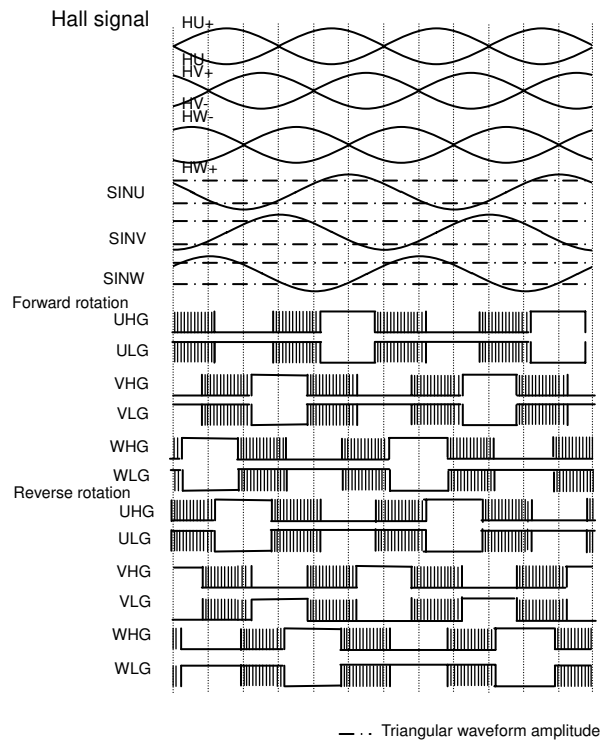 Hall signal
HU+
HU
HV+
HV-
HW-
HW+
SINU
SINV
SINW
Forward rotation
UHG
ULG
VHG
VLG
WHG
WLG
Reverse rotation
UHG
ULG
VHG
VLG
WHG
WLG
Triangular waveform amplitude